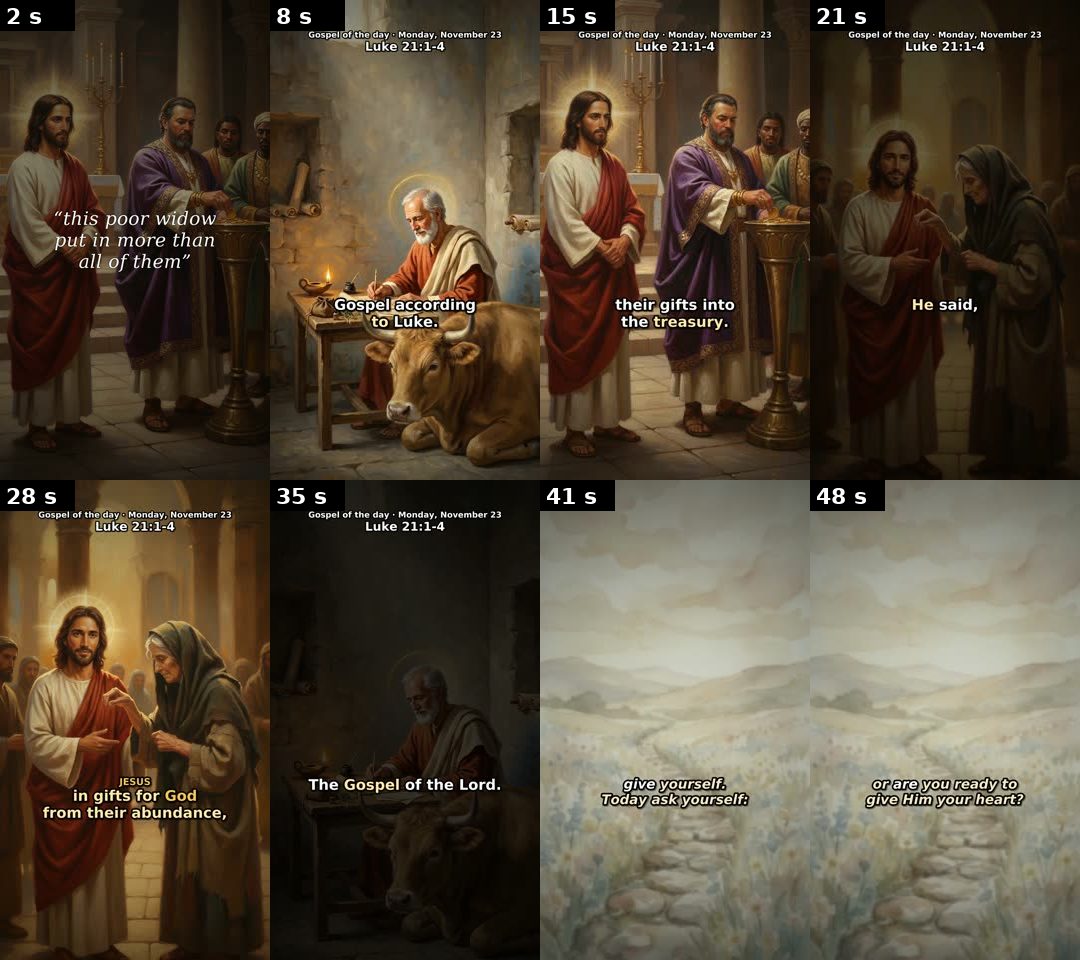 2 s
“this poor widow
put in more than
all of them”
8 s
Gospel of the day · Monday, November 23
Luke 21:1-4
Gospel according
to Luke.
15 s
Gospel of the day · Monday, November 23
Luke 21:1-4
their gifts into
the treasury.
21 s
Gospel of the day · Monday, November 23
Luke 21:1-4
He said,
28 s
Gospel of the day · Monday, November 23
Luke 21:1-4
JESUS
in gifts for God
from their abundance,
35 s
Gospel of the day · Monday, November 23
Luke 21:1-4
The Gospel of the Lord.
41 s
give yourself.
Today ask yourself:
48 s
or are you ready to
give Him your heart?